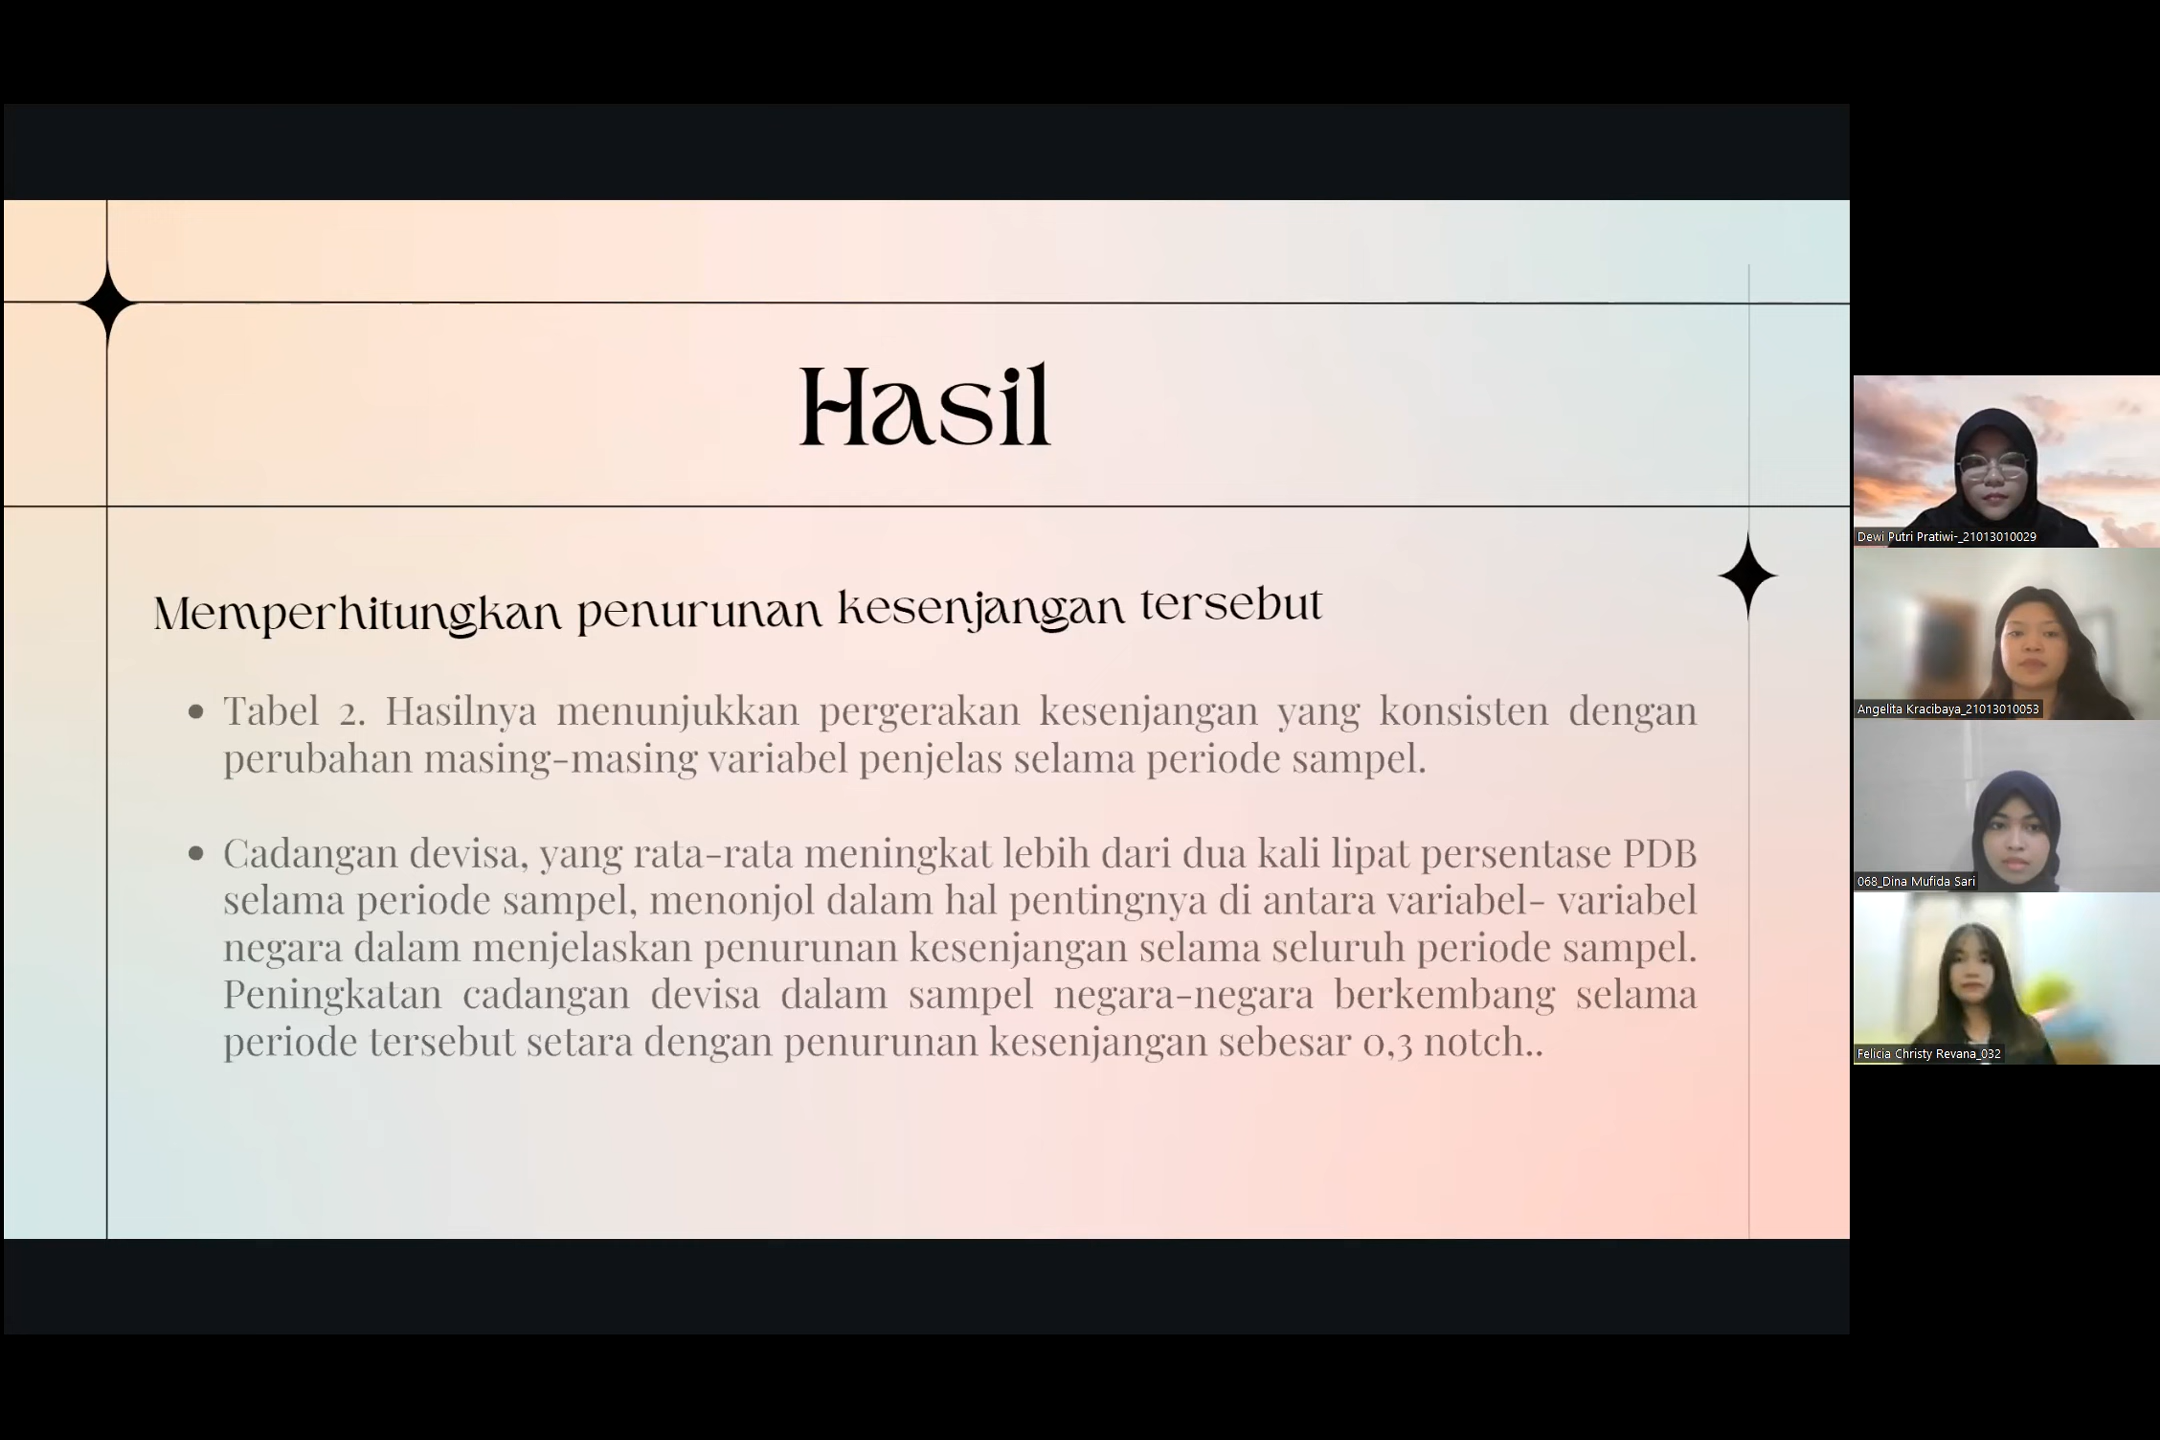 Hasil
Memperhitungkan penurunan kesenjangan tersebut
• Tabel 2. Hasilnya menunjukkan pergerakan kesenjangan yang konsisten dengan
perubahan masing-masing variabel penjelas selama periode sampel.
• Cadangan devisa, yang rata-rata meningkat lebih dari dua kali lipat persentase PDB
selama periode sampel, menonjol dalam hal pentingnya di antara variabel- variabel
negara dalam menjelaskan penurunan kesenjangan selama seluruh periode sampel.
Peningkatan cadangan devisa dalam sampel negara-negara berkembang selama
periode tersebut setara dengan penurunan kesenjangan sebesar 0,3 notch..
Dewi Putri Pratiwi-_21013010029
Angelita Kracibaya_21013010053
068_Dina Mufida Sari
Felicia Christy Revana_032